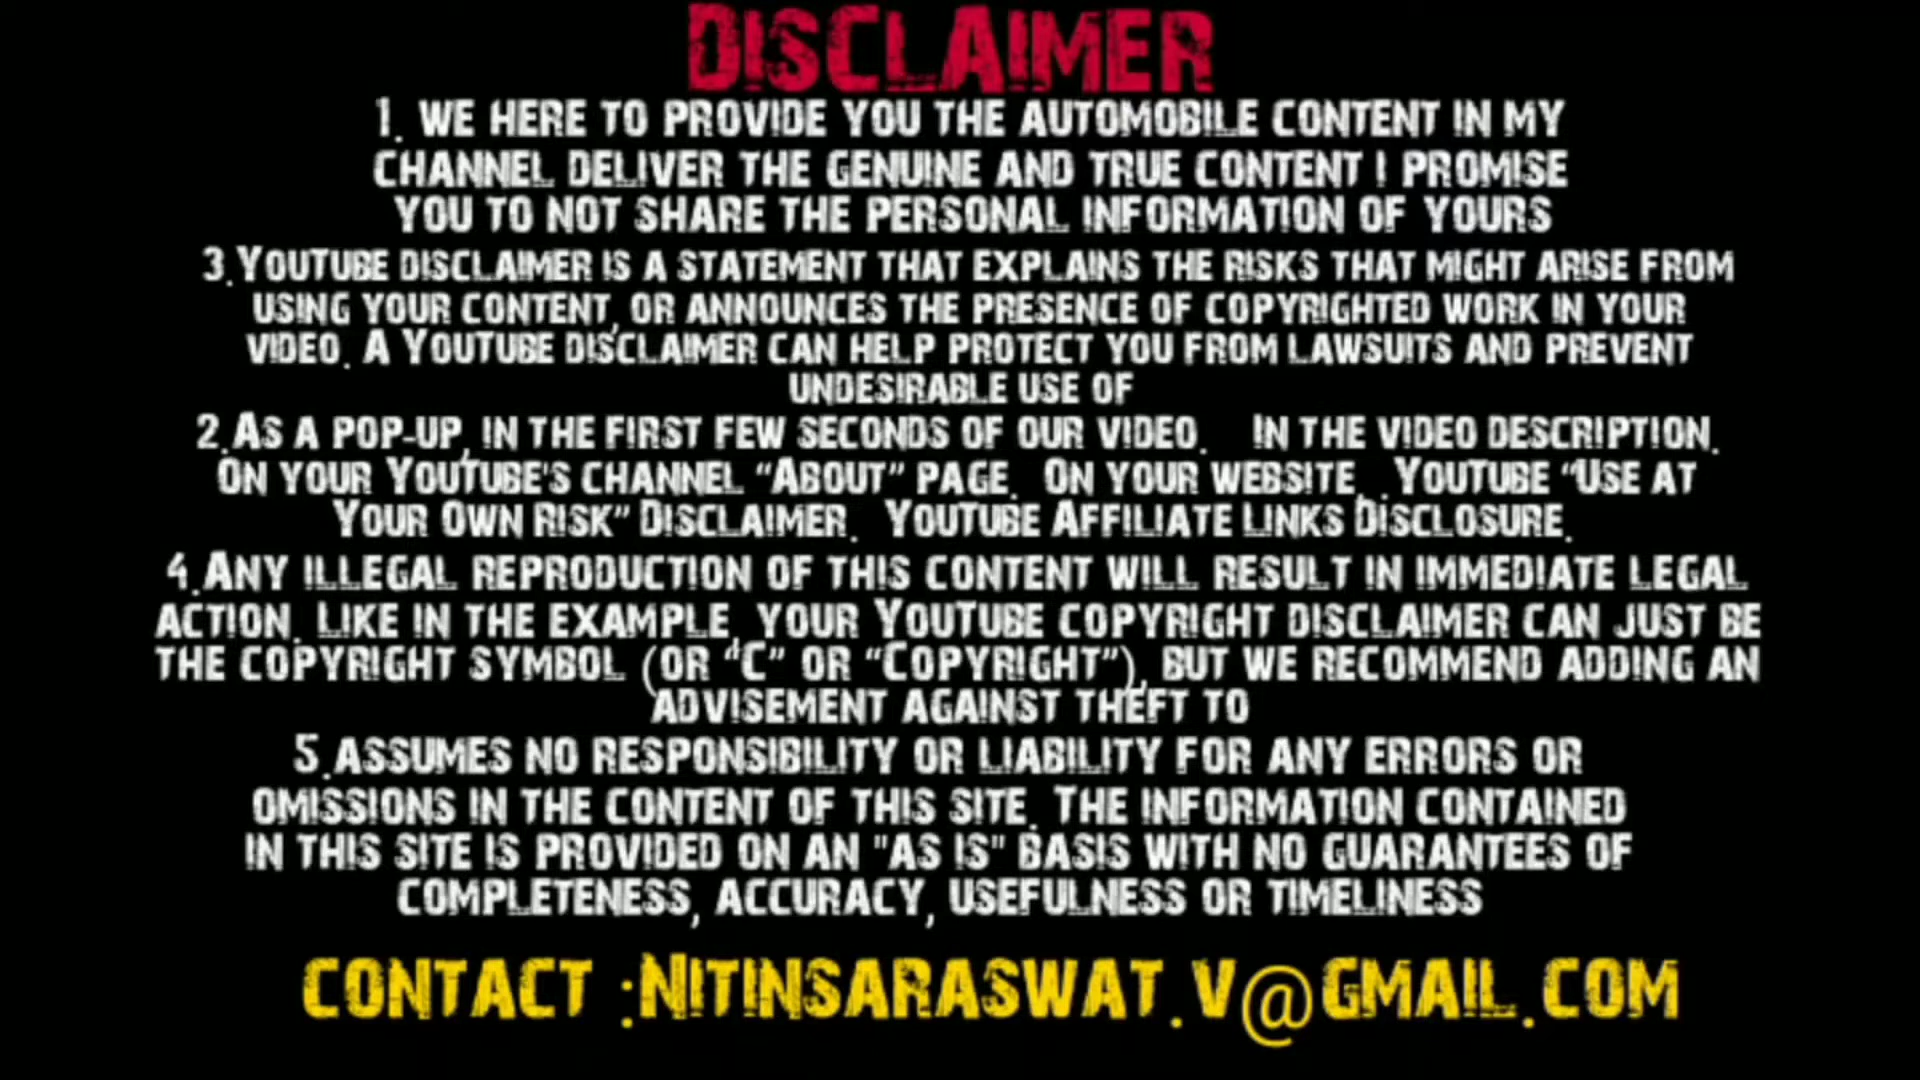 DISCLAIMER
1. WE HERE TO PROVIDE YOU THE AUTOMOBILE CONTENT IN MY
CHANNEL DELIVER THE GENUINE AND TRUE CONTENT I PROMISE
YOU TO NOT SHARE THE PERSONAL INFORMATION OF YOURS
3.YOUTUBE DISCLAIMER IS A STATEMENT THAT EXPLAINS THE RISKS THAT MIGHT ARISE FROM
USING YOUR CONTENT, OR ANNOUNCES THE PRESENCE OF COPYRIGHTED WORK IN YOUR
VIDEO. A YOUTUBE DISCLAIMER CAN HELP PROTECT YOU FROM LAWSUITS AND PREVENT
UNDESIRABLE USE OF
2.AS A POP-UP, IN THE FIRST FEW SECONDS OF OUR VIDEO. IN THE VIDEO DESCRIPTION.
ON YOUR YOUTUBE'S CHANNEL “ABOUT” PAGE. ON YOUR WEBSITE, .YOUTUBE “USE AT
YOUR OWN RISK” DISCLAIMER. YOUTUBE AFFILIATE LINKS DISCLOSURE.
4.ANY ILLEGAL REPRODUCTION OF THIS CONTENT WILL RESULT IN IMMEDIATE LEGAL
ACTION. LIKE IN THE EXAMPLE, YOUR YOUTUBE COPYRIGHT DISCLAIMER CAN JUST BE
THE COPYRIGHT SYMBOL (OR “C” OR “COPYRIGHT”), BUT WE RECOMMEND ADDING AN
ADVISEMENT AGAINST THEFT TO
5.ASSUMES NO RESPONSIBILITY OR LIABILITY FOR ANY ERRORS OR
OMISSIONS IN THE CONTENT OF THIS SITE. THE INFORMATION CONTAINED
IN THIS SITE IS PROVIDED ON AN "AS IS" BASIS WITH NO GUARANTEES OF
COMPLETENESS, ACCURACY, USEFULNESS OR TIMELINESS
CONTACT :NITINSARASWAT.V@GMAIL.COM